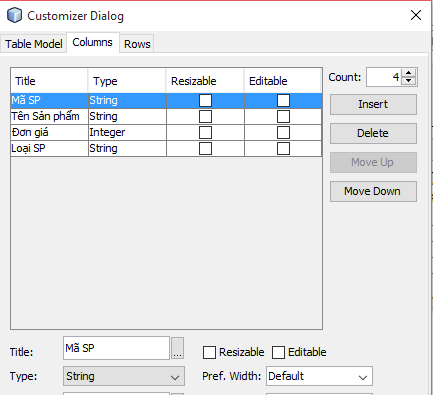 Customizer Dialog
Table Model Columns Rows
Title Type Resizable Editable Count: 4
Mã SP String
Tên Sản phẩm String
Đơn giá Integer
Loại SP String
Insert
Delete
Move Up
Move Down
Title: Mã SP ... Resizable Editable
Type: String Pref. Width: Default